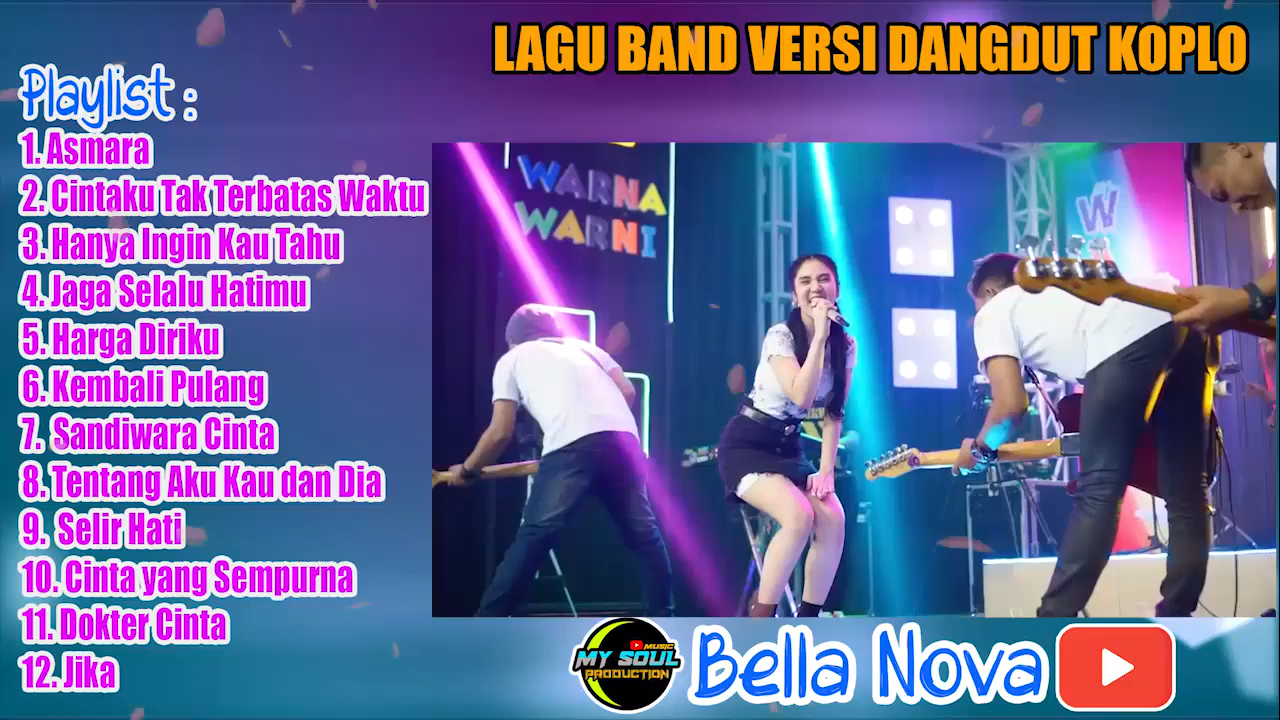 LAGU BAND VERSI DANGDUT KOPLO
Playlist :
1. Asmara
2. Cintaku Tak Terbatas Waktu
3. Hanya Ingin Kau Tahu
4. Jaga Selalu Hatimu
5. Harga Diriku
6. Kembali Pulang
7. Sandiwara Cinta
8. Tentang Aku Kau dan Dia
9. Selir Hati
10. Cinta yang Sempurna
11. Dokter Cinta
12. Jika
WARNA
WARNI
W
MUSIC
MY SOUL
PRODUCTION
Bella Nova